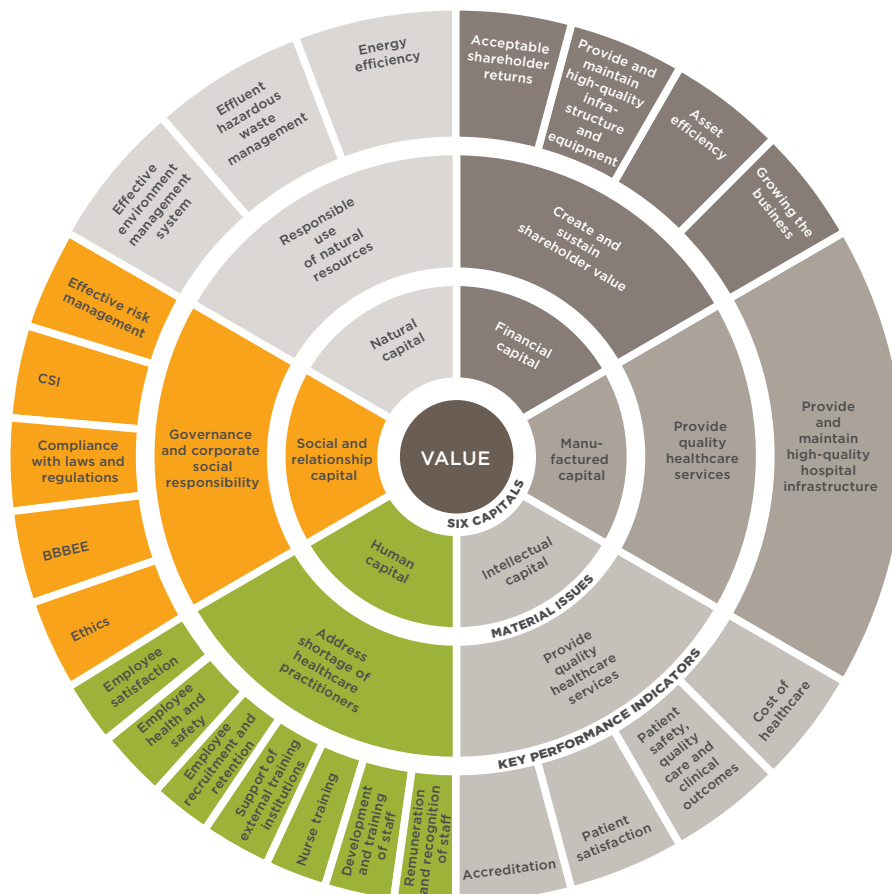 VALUE
SIX CAPITALS
MATERIAL ISSUES
KEY PERFORMANCE INDICATORS
Financial
capital
Create and
sustain
shareholder value
Acceptable
shareholder
returns
Provide and
maintain
high-quality
infra-
structure
and
equipment
Asset
efficiency
Growing the
business
Manu-
factured
capital
Provide
quality
healthcare
services
Provide
and
maintain
high-quality
hospital
infrastructure
Intellectual
capital
Provide
quality
healthcare
services
Cost of
healthcare
Patient
safety,
quality
care and
clinical
outcomes
Patient
satisfaction
Accreditation
Human
capital
Address
shortage of
healthcare
practitioners
Remuneration
and recognition
of staff
Development
and training
of staff
Nurse training
Support of
external training
institutions
Employee
recruitment and
retention
Employee
health and
safety
Employee
satisfaction
Social and
relationship
capital
Governance
and corporate
social
responsibility
Ethics
BBBEE
Compliance
with laws and
regulations
CSI
Effective risk
management
Natural
capital
Responsible
use
of natural
resources
Effective
environment
management
system
Effluent
hazardous
waste
management
Energy
efficiency